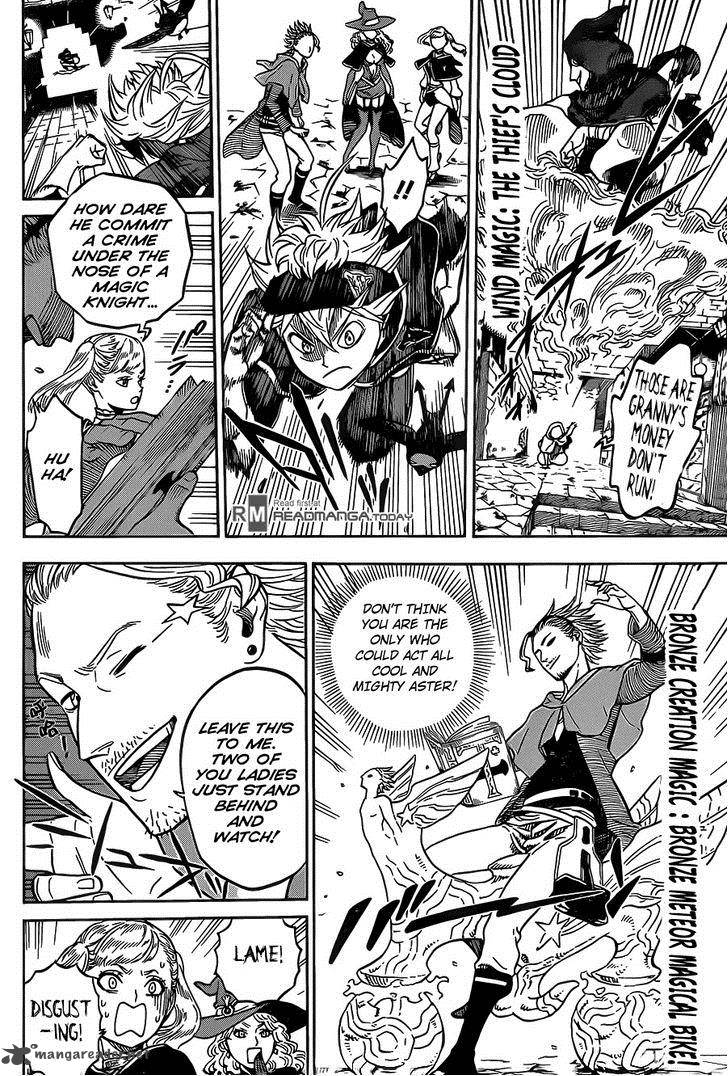 WIND MAGIC: THE THIEF'S CLOUD
THOSE ARE
GRANNY'S
MONEY
DON'T
RUN!
!!
HOW DARE
HE COMMIT
A CRIME
UNDER THE
NOSE OF A
MAGIC
KNIGHT...
HU
HA!
RM
Read first at
READMANGA.TODAY
BRONZE CREATION MAGIC : BRONZE METEOR MAGICAL BIKE!
DON'T THINK
YOU ARE THE
ONLY WHO
COULD ACT ALL
COOL AND
MIGHTY ASTER!
LEAVE THIS
TO ME.
TWO OF
YOU LADIES
JUST STAND
BEHIND
AND
WATCH!
LAME!
DISGUST
-ING!